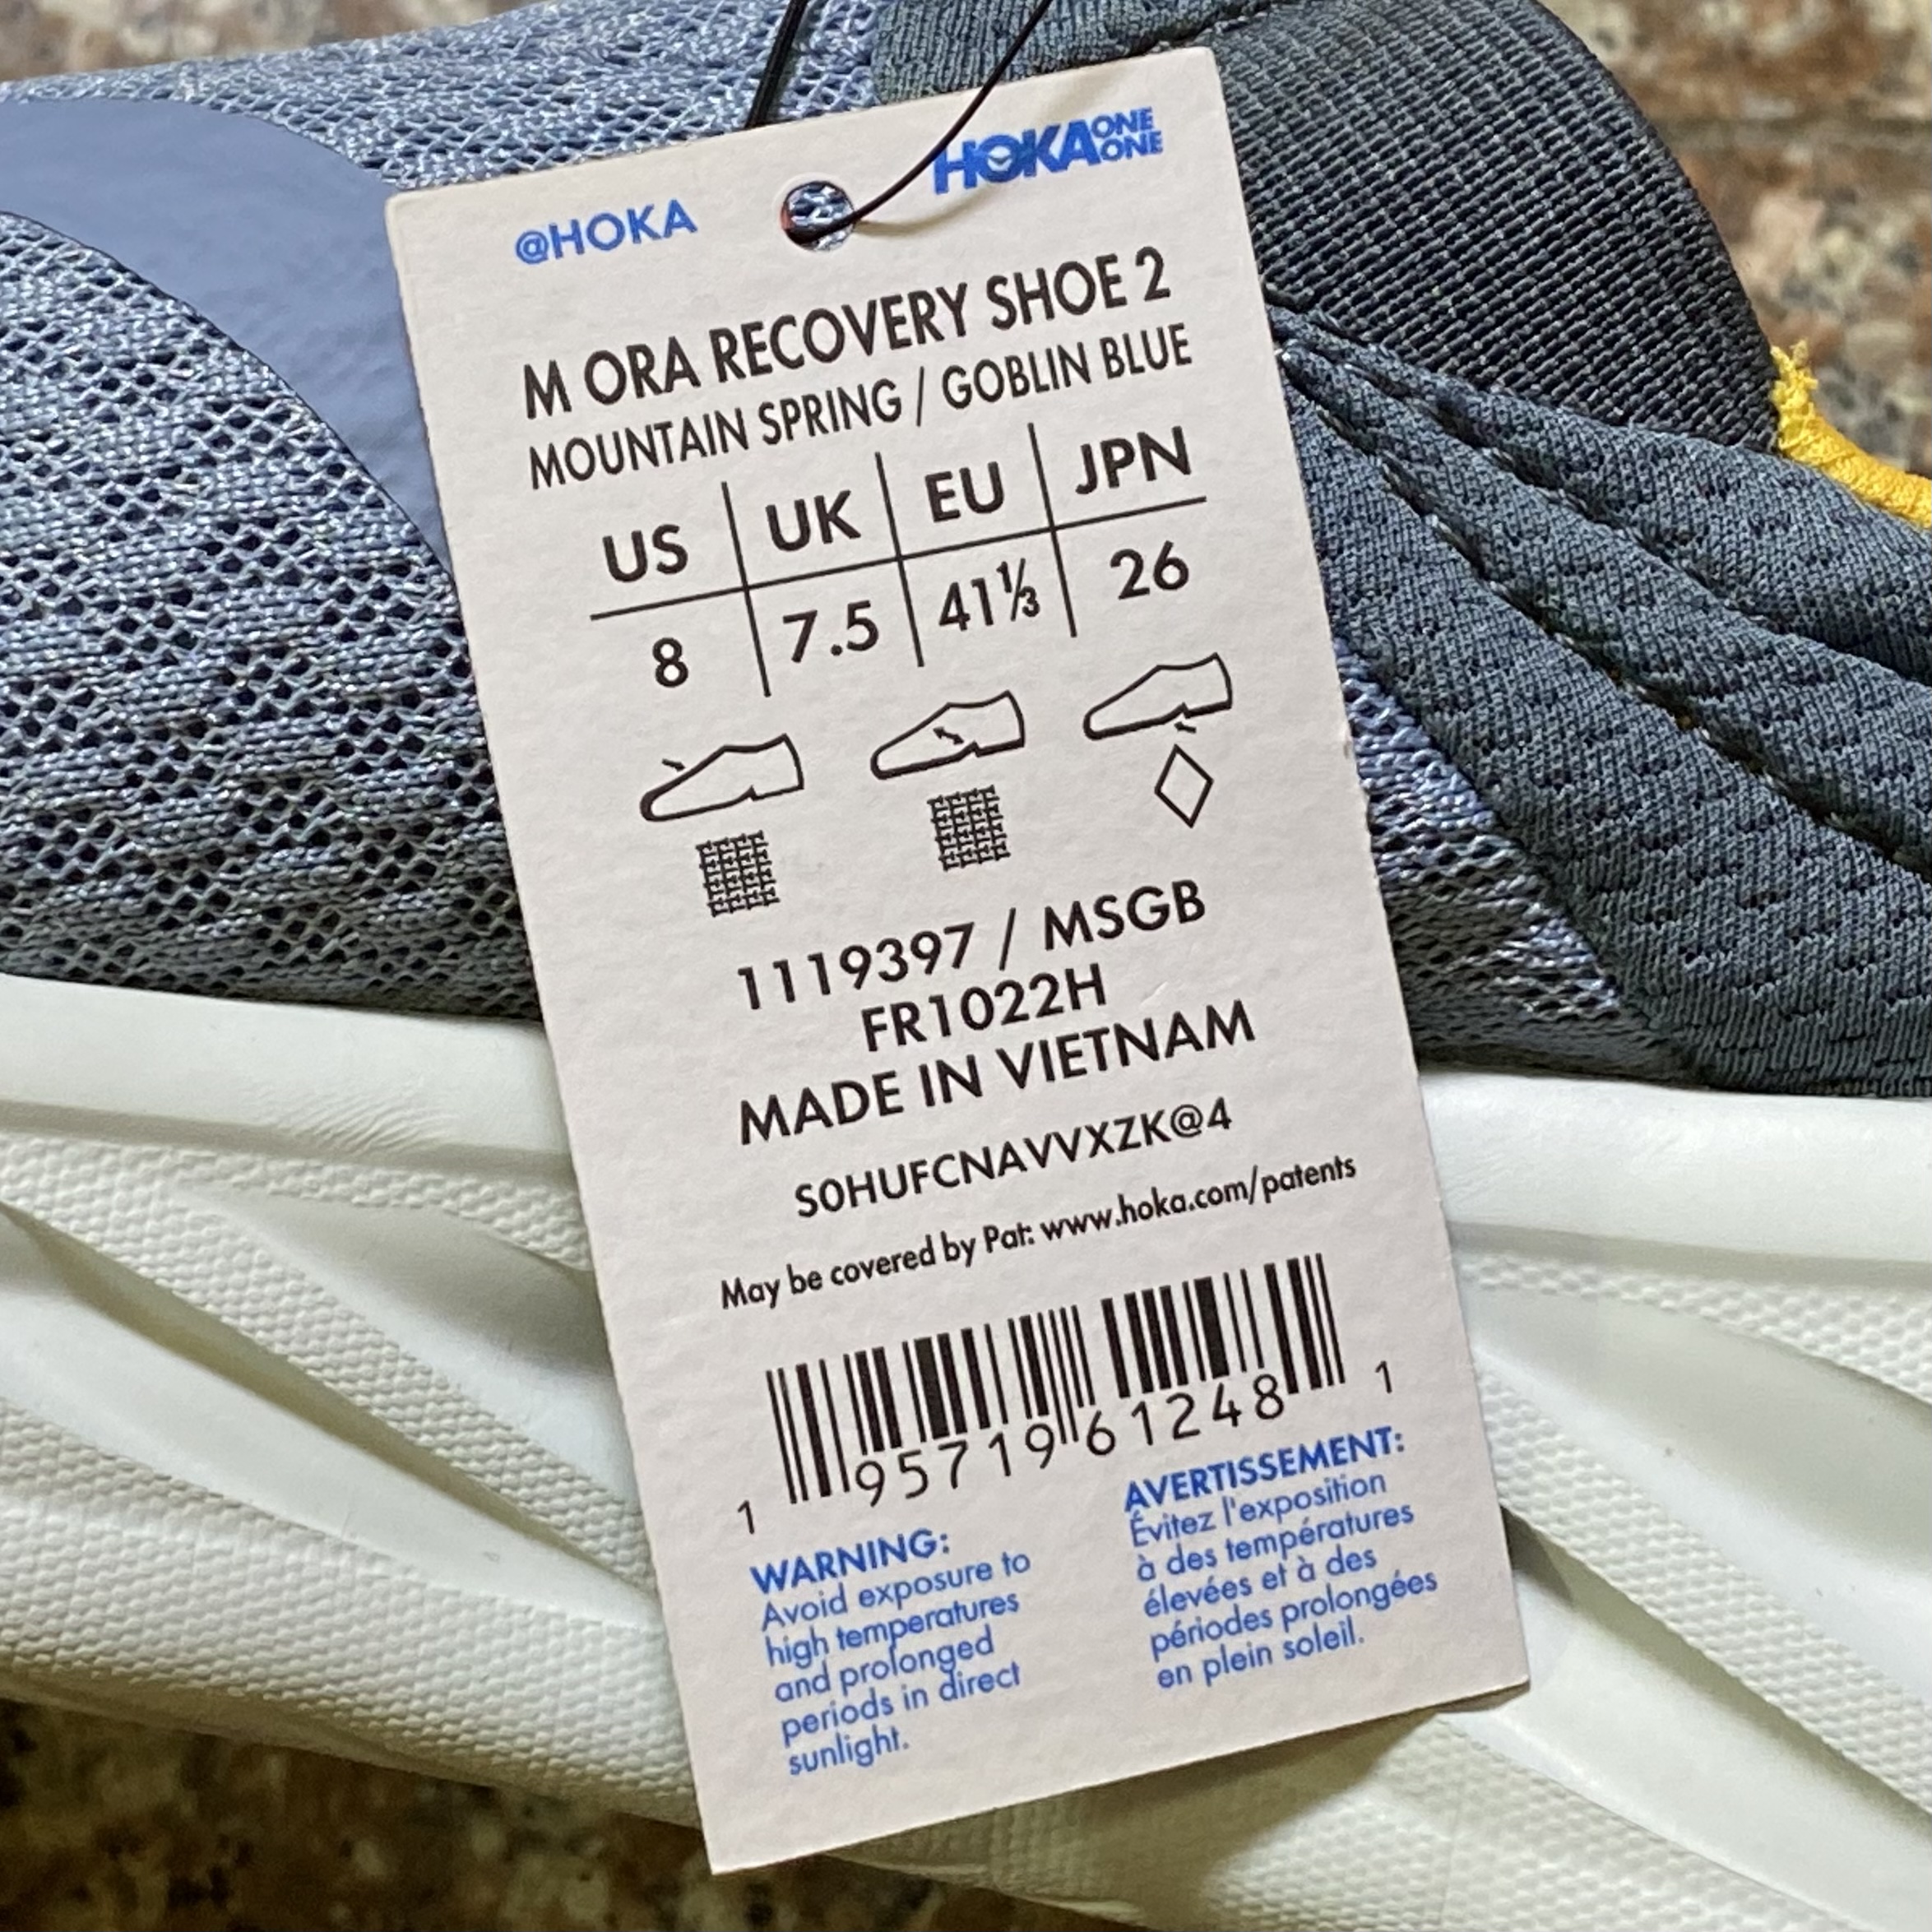 @HOKA
HOKA ONE ONE
M ORA RECOVERY SHOE 2
MOUNTAIN SPRING / GOBLIN BLUE
US UK EU JPN
8 7.5 41⅓ 26
1119397 / MSGB
FR1022H
MADE IN VIETNAM
S0HUFCNAVVXZK@4
May be covered by Pat: www.hoka.com/patents
1 95719 61248 1
WARNING:
Avoid exposure to
high temperatures
and prolonged
periods in direct
sunlight.
AVERTISSEMENT:
Évitez l'exposition
à des températures
élevées et à des
périodes prolongées
en plein soleil.